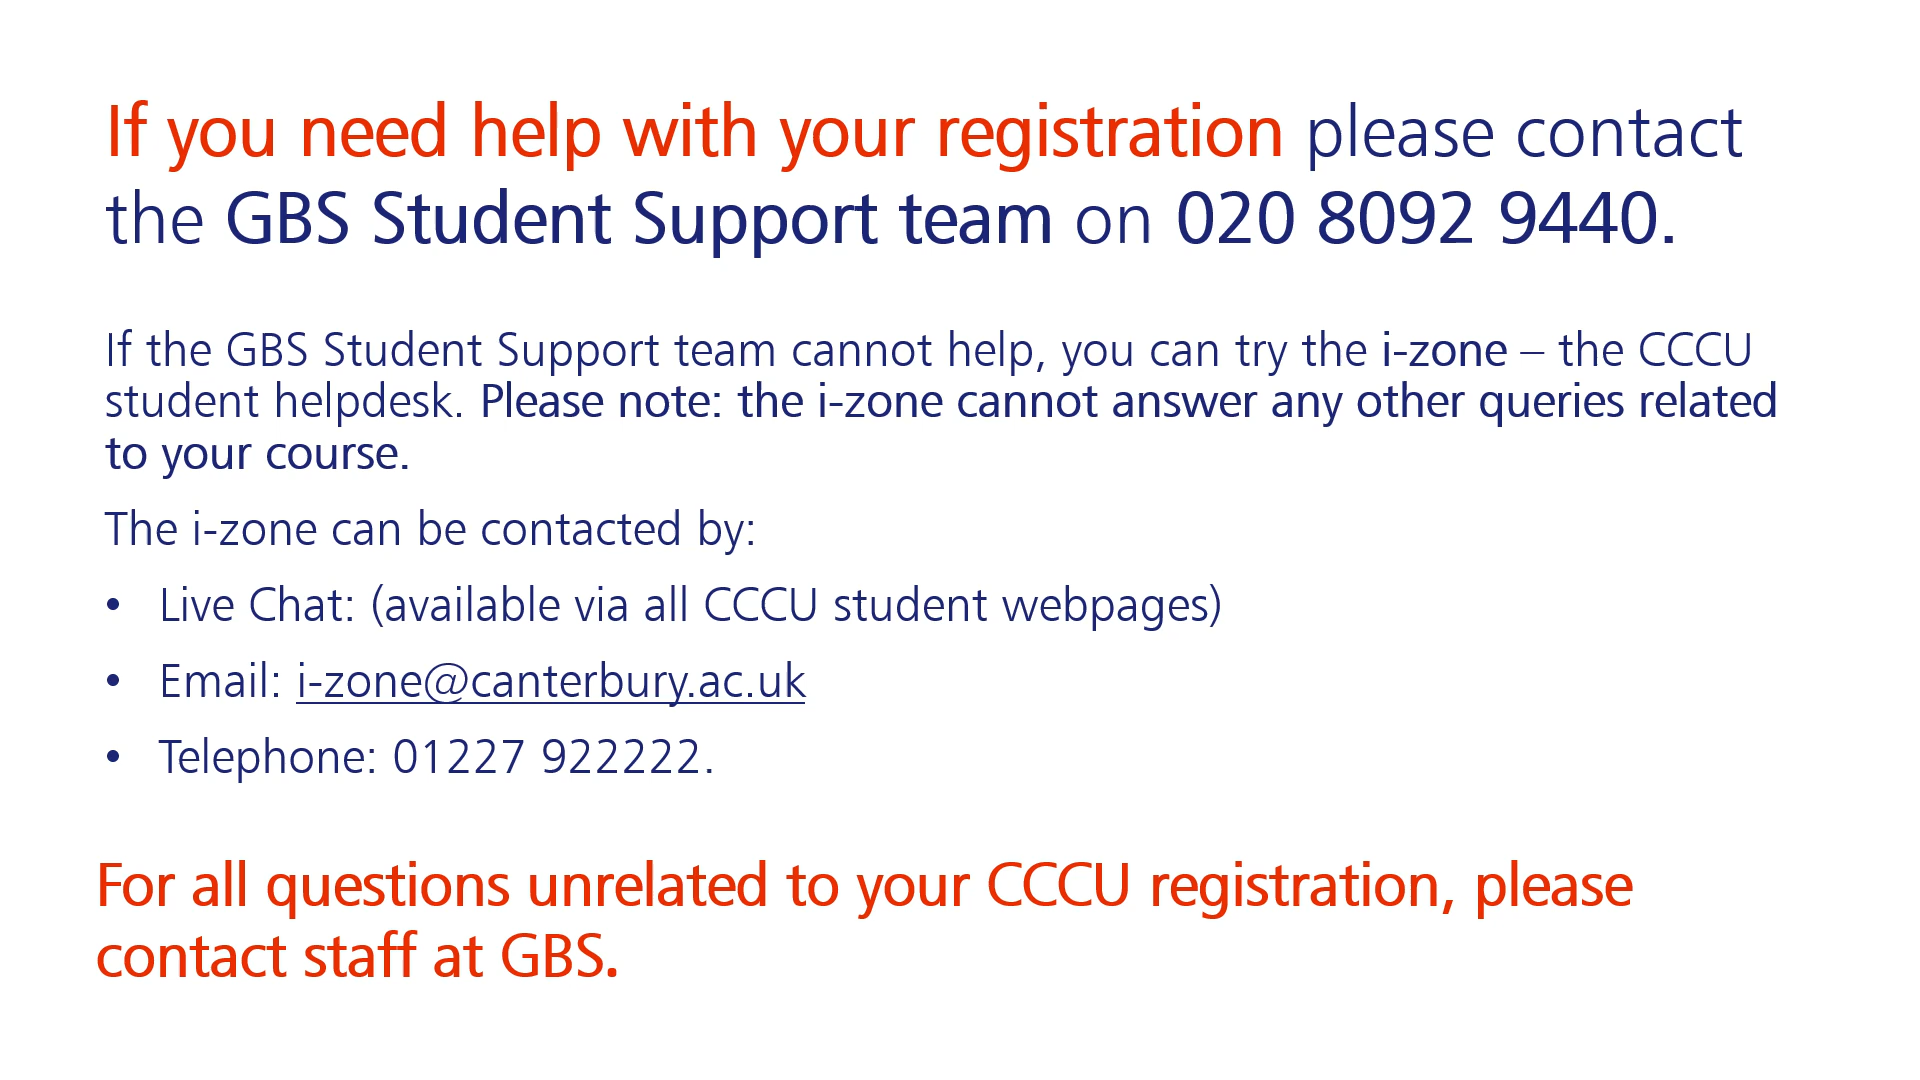 If you need help with your registration please contact
the GBS Student Support team on 020 8092 9440.
If the GBS Student Support team cannot help, you can try the i-zone – the CCCU
student helpdesk. Please note: the i-zone cannot answer any other queries related
to your course.
The i-zone can be contacted by:
• Live Chat: (available via all CCCU student webpages)
• Email: i-zone@canterbury.ac.uk
• Telephone: 01227 922222.
For all questions unrelated to your CCCU registration, please
contact staff at GBS.